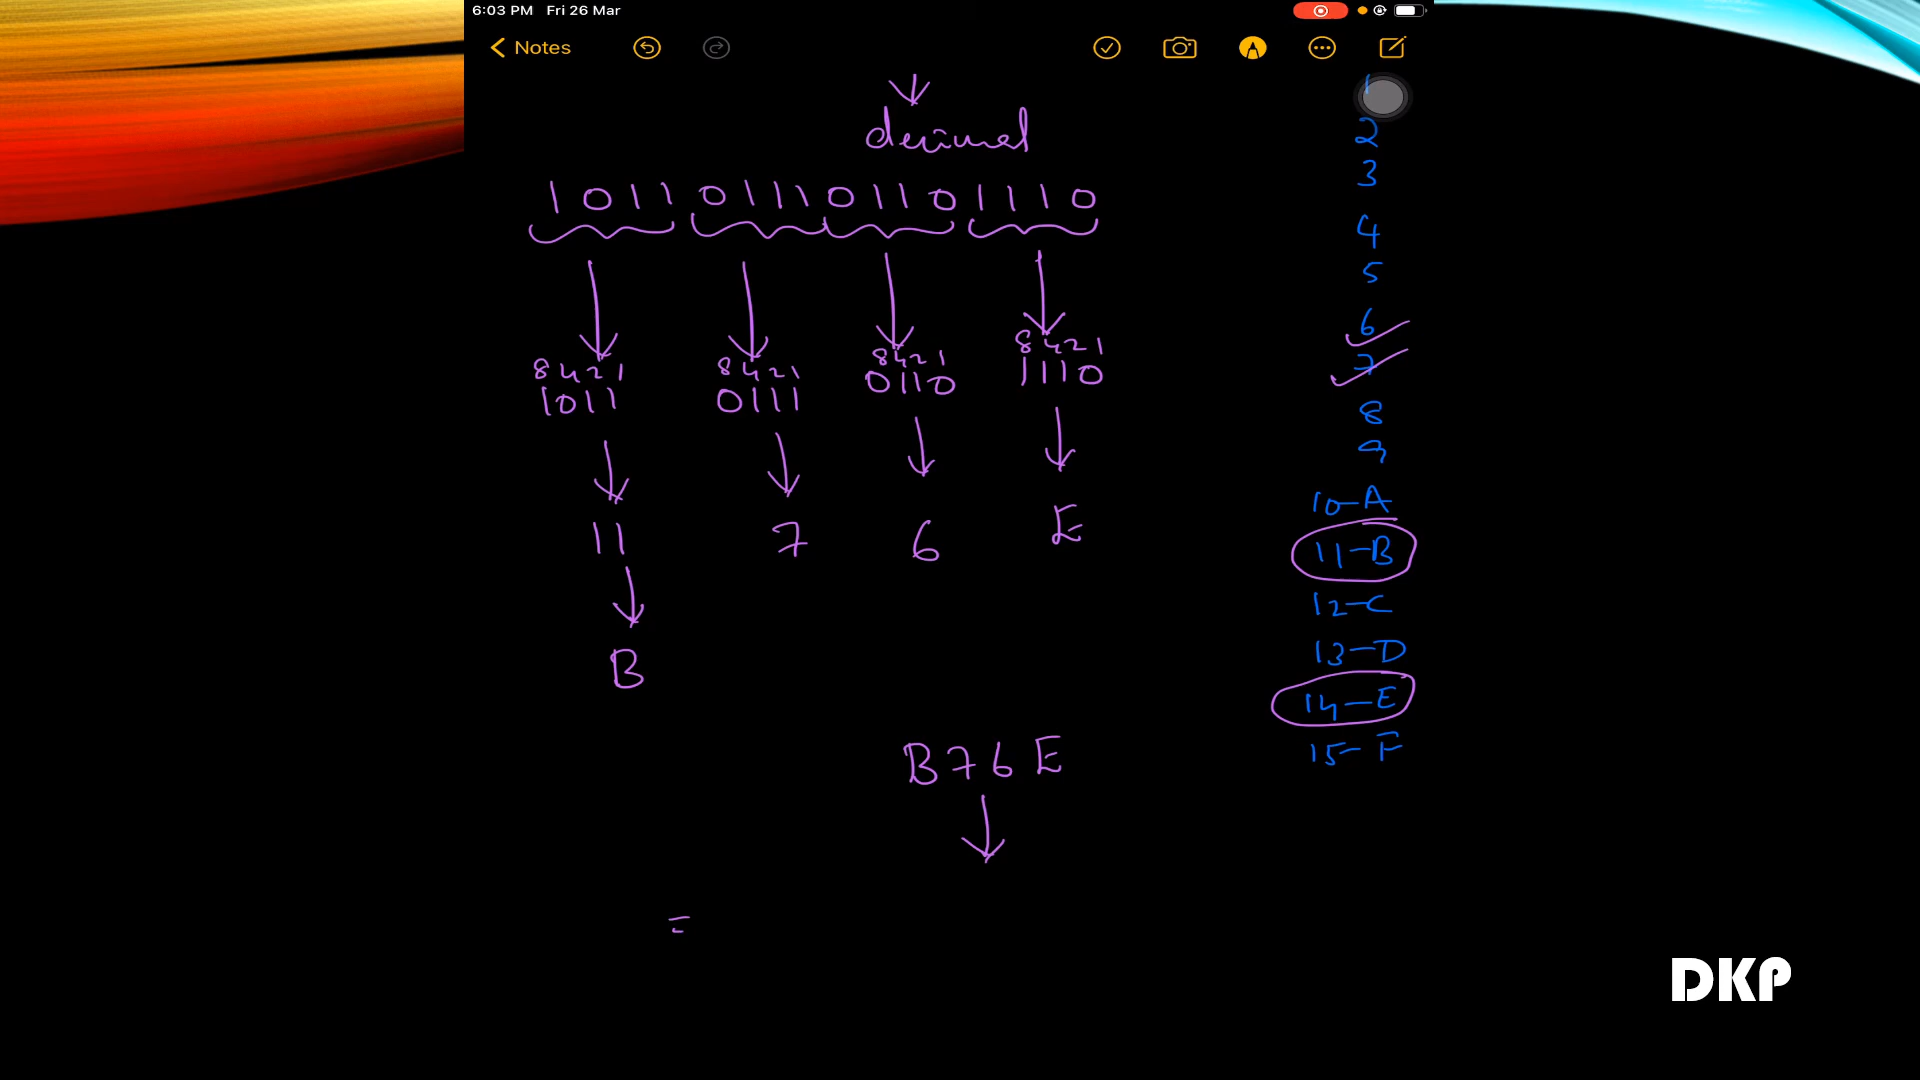 6:03 PM Fri 26 Mar
Notes
decimal
1011011101101110
8421 8421 8421 8421
1011 0111 0110 1110
11 7 6 E
B
B76E
=
1
2
3
4
5
6
7
8
9
10-A
11-B
12-C
13-D
14-E
15-F
DKP